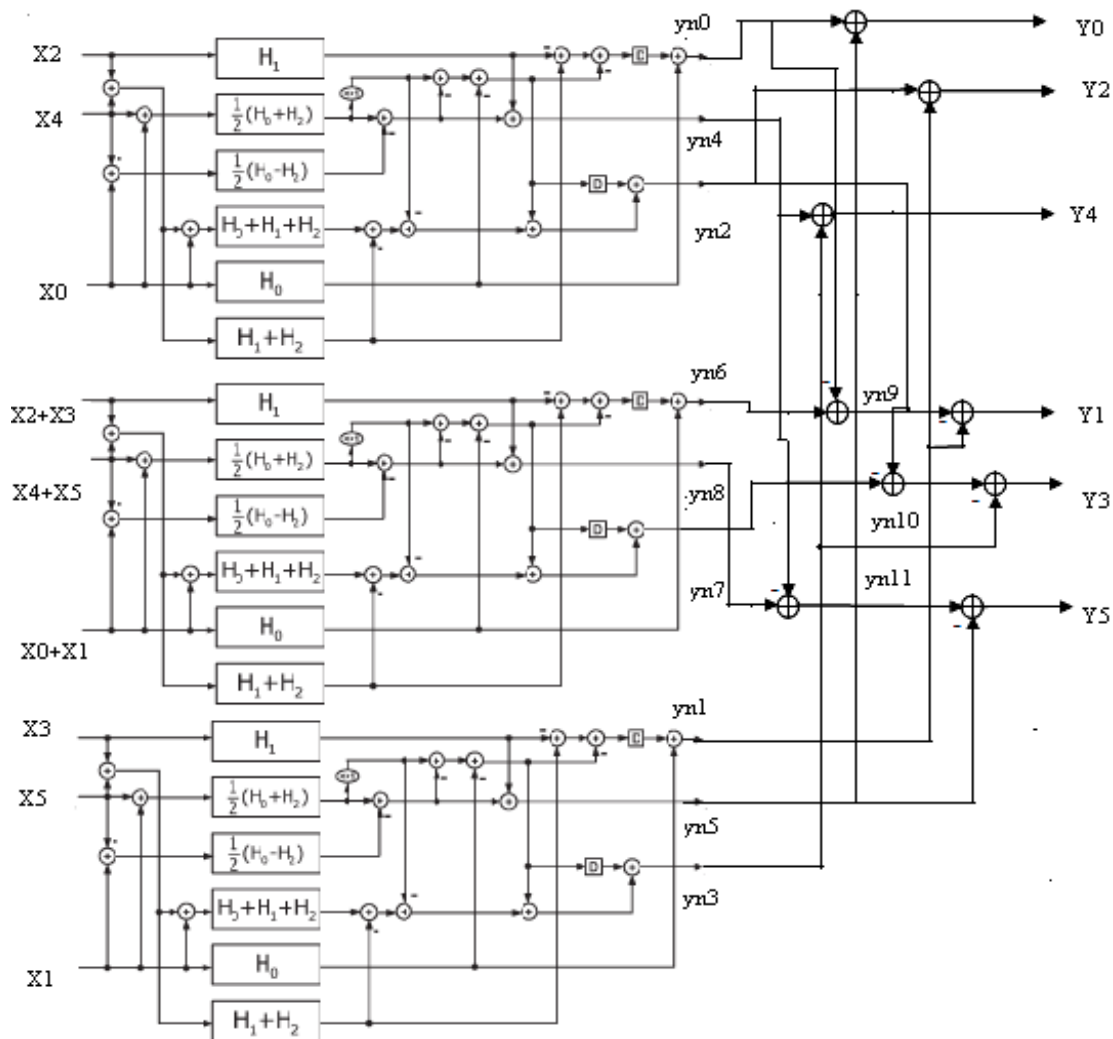 X2
H₁
yn0
Y0
X4
½(H₀+H₂)
yn4
Y2
½(H₀-H₂)
D
yn2
Y4
H₀+H₁+H₂
X0
H₀
H₁+H₂
X2+X3
H₁
yn6
yn9
Y1
X4+X5
½(H₀+H₂)
yn8
Y3
½(H₀-H₂)
D
yn10
H₀+H₁+H₂
yn7
yn11
Y5
X0+X1
H₀
H₁+H₂
X3
H₁
yn1
X5
½(H₀+H₂)
yn5
½(H₀-H₂)
D
yn3
H₀+H₁+H₂
X1
H₀
H₁+H₂